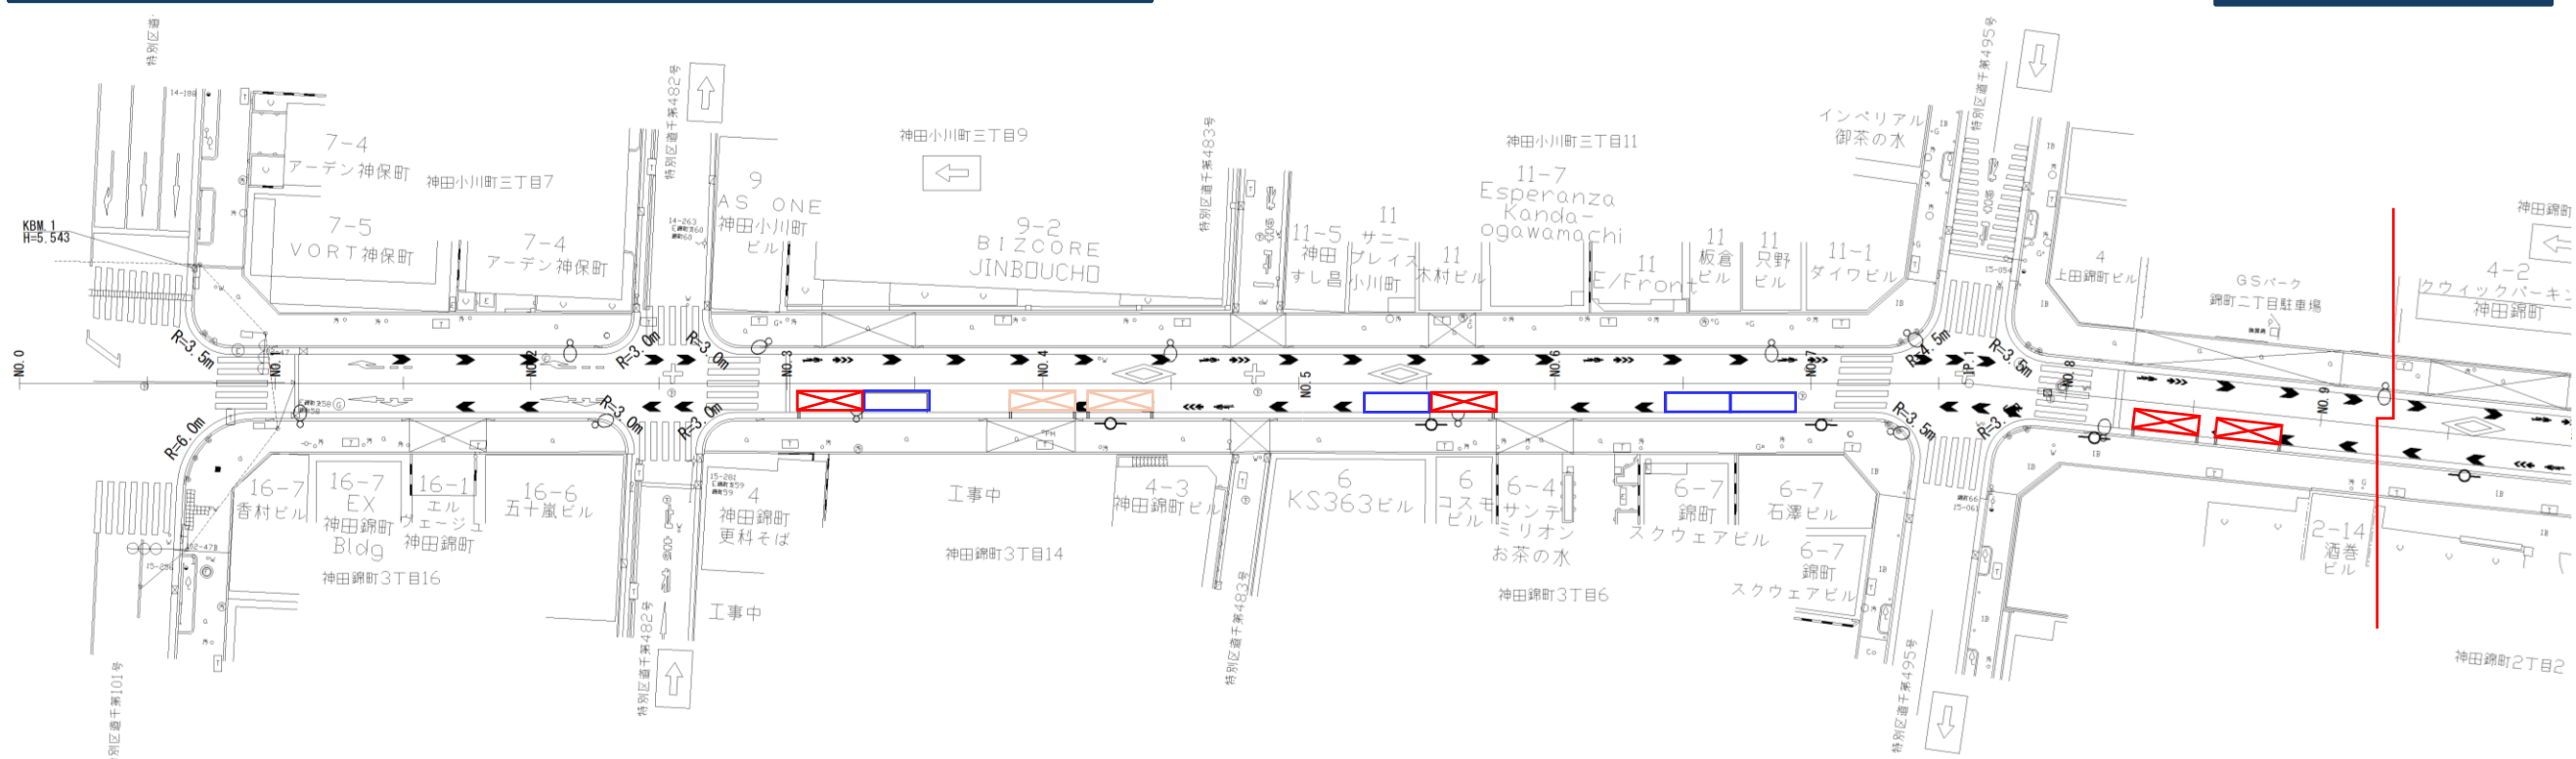 特別区道千第482号
特別区道千第495号
14-188
7-4
アーデン神保町
神田小川町三丁目7
神田小川町三丁目9
特別区道千第483号
神田小川町三丁目11
インペリアル
御茶の水
KBM.1
H=5.543
7-5
VORT神保町
7-4
アーデン神保町
14-263
9
AS ONE
神田小川町
ビル
9-2
BIZCORE
JINBOUCHO
11-5
神田
すし昌
11
サニー
プレイス
小川町
11
木村ビル
11-7
Esperanza
Kanda-
ogawamachi
11
E/Front
11
板倉
ビル
11
只野
ビル
11-1
ダイワビル
15-054
4
上田錦町ビル
GSパーク
錦町二丁目駐車場
神田錦町
4-2
クウィックパーキン
神田錦町
R=3.5m
R=3.0m
R=3.0m
R=4.5m
NO.0
NO.1
NO.2
NO.3
NO.4
NO.5
NO.6
NO.7
IP.1
NO.8
NO.9
R=6.0m
R=3.0m
R=3.0m
R=3.5m
16-7
香村ビル
16-7
EX
神田錦町
Bldg
16-1
エル
ヴェージュ
神田錦町
16-6
五十嵐ビル
神田錦町3丁目16
15-281
4
神田錦町
更科そば
工事中
工事中
神田錦町3丁目14
4-3
神田錦町ビル
6
KS363ビル
6
コスモ
ビル
6-4
サンテ
ミリオン
お茶の水
6-7
錦町
スクウェアビル
6-7
石澤ビル
6-7
錦町
スクウェアビル
神田錦町3丁目6
15-061
2-14
酒巻
ビル
神田錦町2丁目2
特別区道千第101号
特別区道千第482号
特別区道千第483号
特別区道千第495号